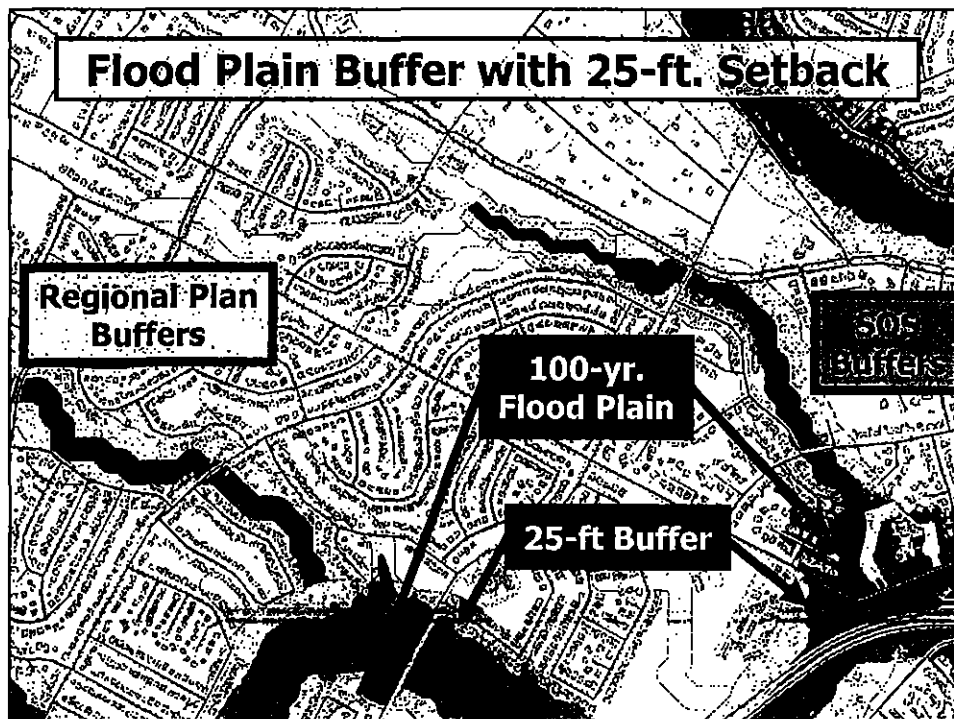 Flood Plain Buffer with 25-ft. Setback
Regional Plan
Buffers
SOS
Buffers
100-yr.
Flood Plain
25-ft Buffer